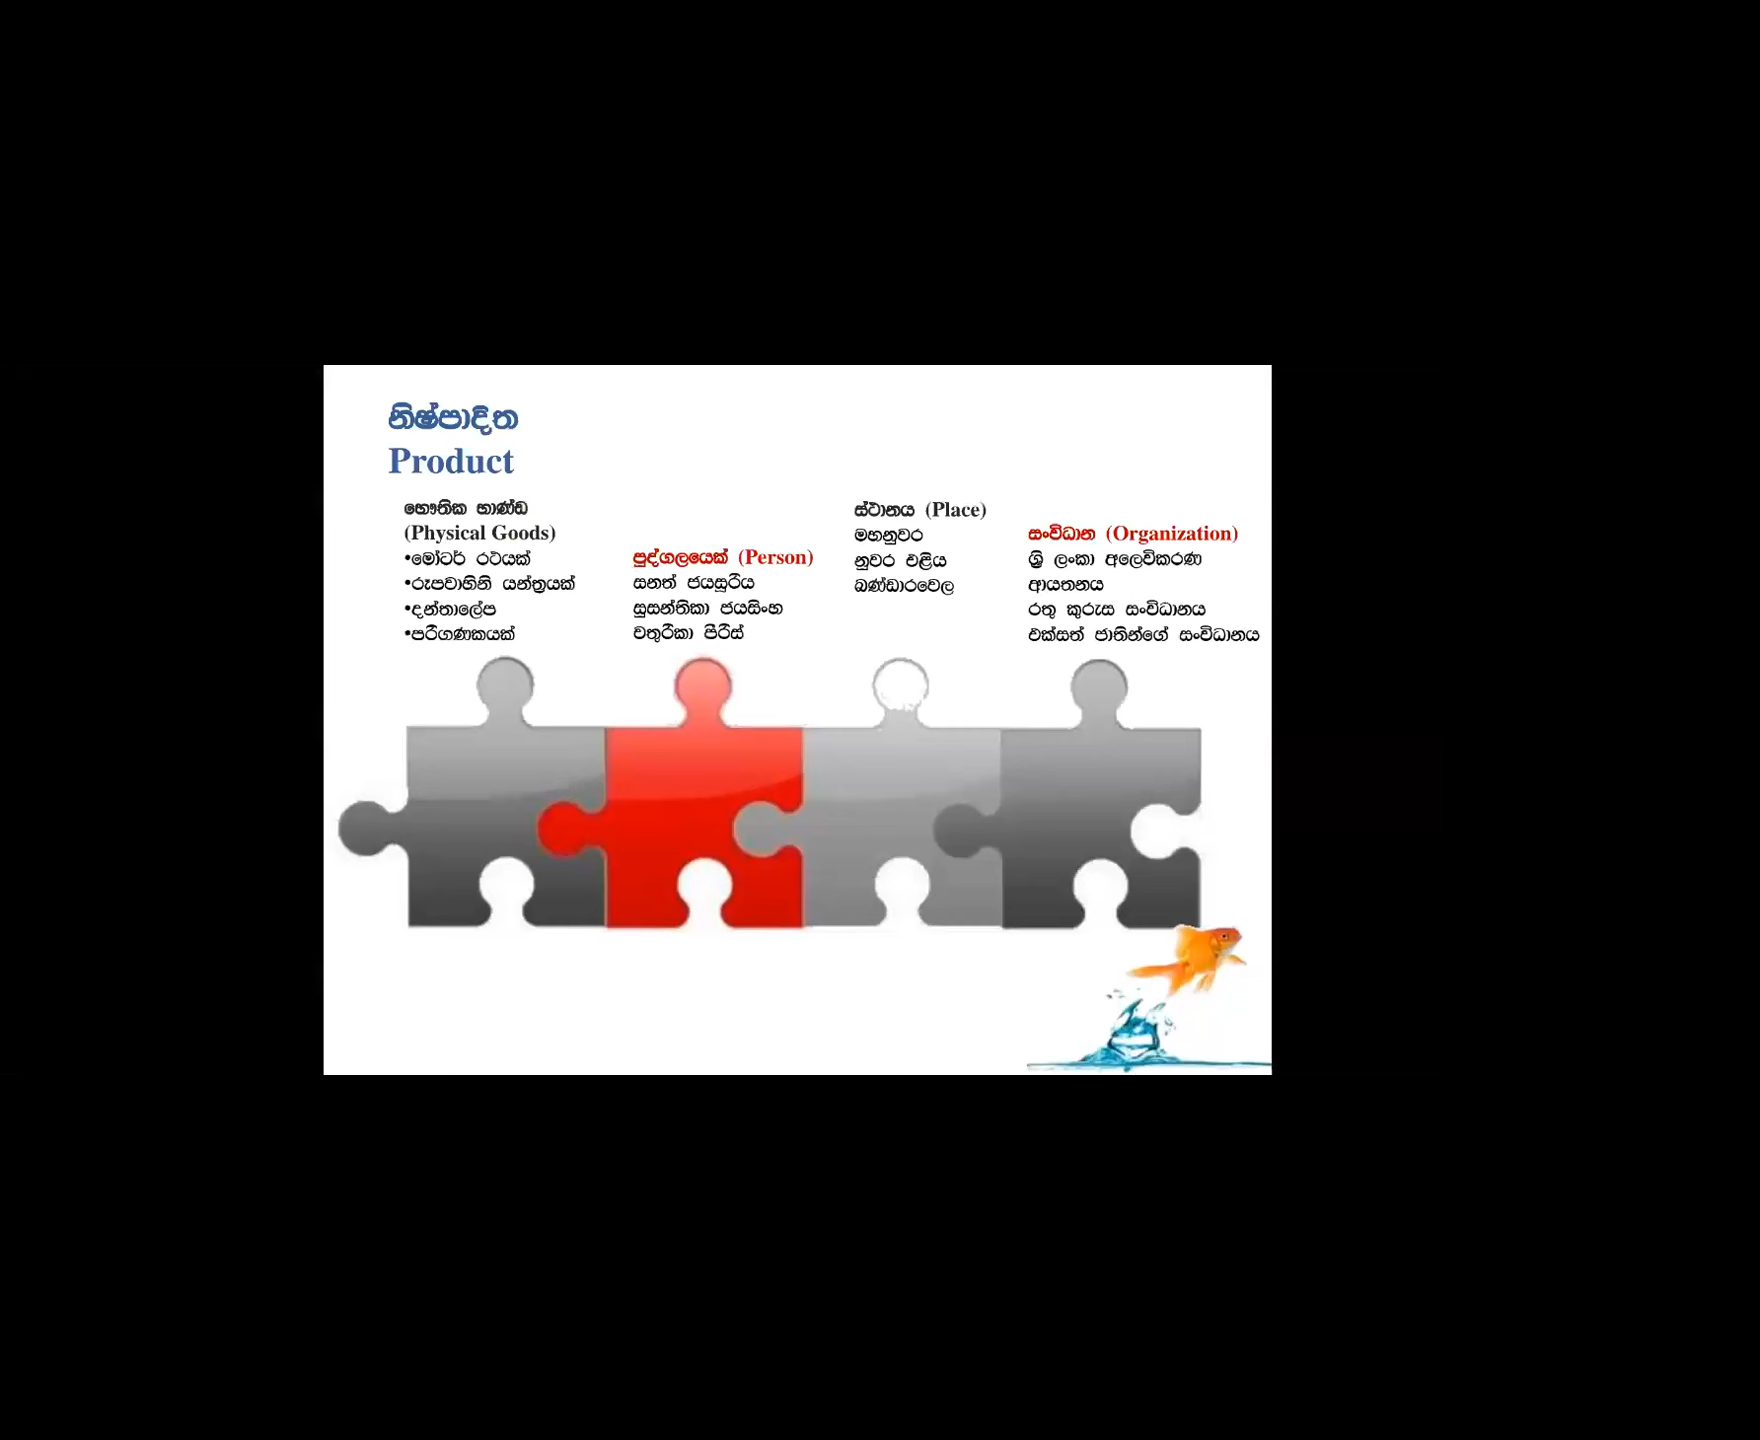 නිෂ්පාදිත
Product
භෞතික භාණ්ඩ
(Physical Goods)
•මෝටර් රථයක්
•රූපවාහිනි යන්ත්‍රයක්
•දන්තාලේප
•පරිගණකයක්
පුද්ගලයෙක් (Person)
සනත් ජයසූරිය
සුසන්තිකා ජයසිංහ
වතුරිකා පිරිස්
ස්ථානය (Place)
මහනුවර
නුවර එළිය
බණ්ඩාරවෙල
සංවිධාන (Organization)
ශ්‍රි ලංකා අලෙවිකරණ
ආයතනය
රතු කුරුස සංවිධානය
එක්සත් ජාතින්ගේ සංවිධානය